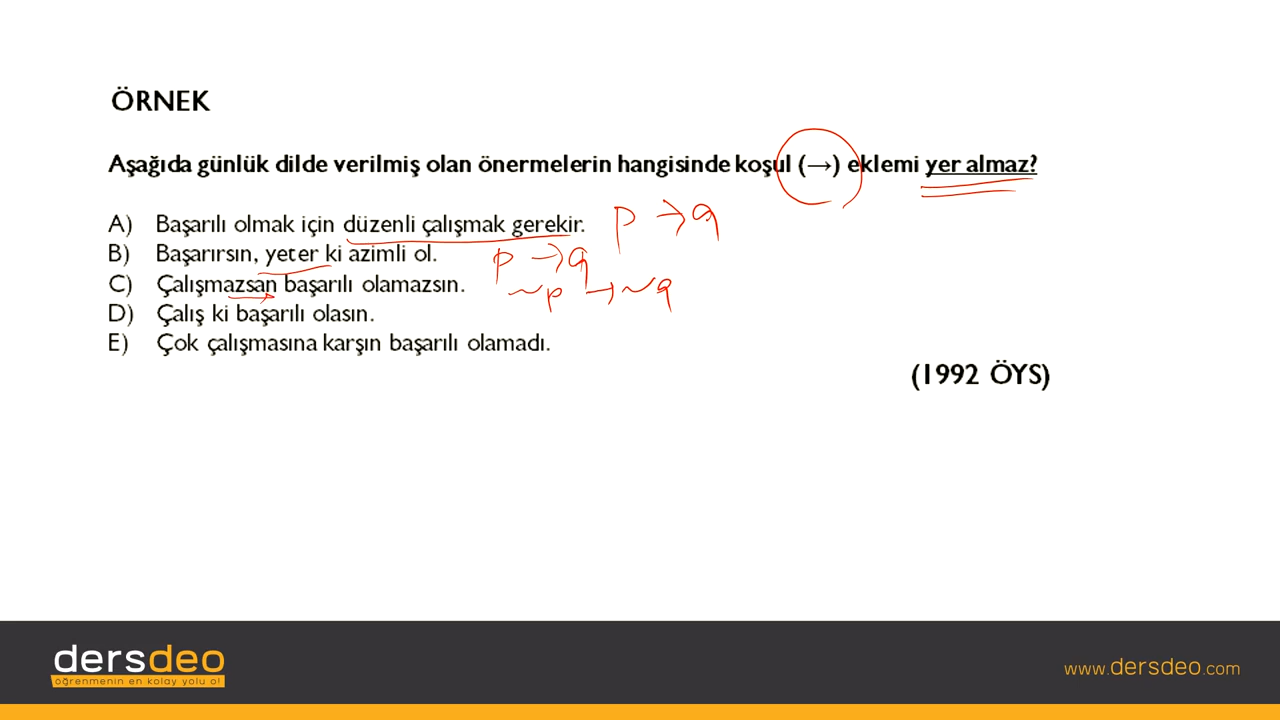 ÖRNEK
Aşağıda günlük dilde verilmiş olan önermelerin hangisinde koşul (→) eklemi yer almaz?
A) Başarılı olmak için düzenli çalışmak gerekir. p → q
B) Başarırsın, yeter ki azimli ol. p → q
C) Çalışmazsan başarılı olamazsın. ~p → ~q
D) Çalış ki başarılı olasın.
E) Çok çalışmasına karşın başarılı olamadı.
(1992 ÖYS)
dersdeo
öğrenmenin en kolay yolu o!
www.dersdeo.com